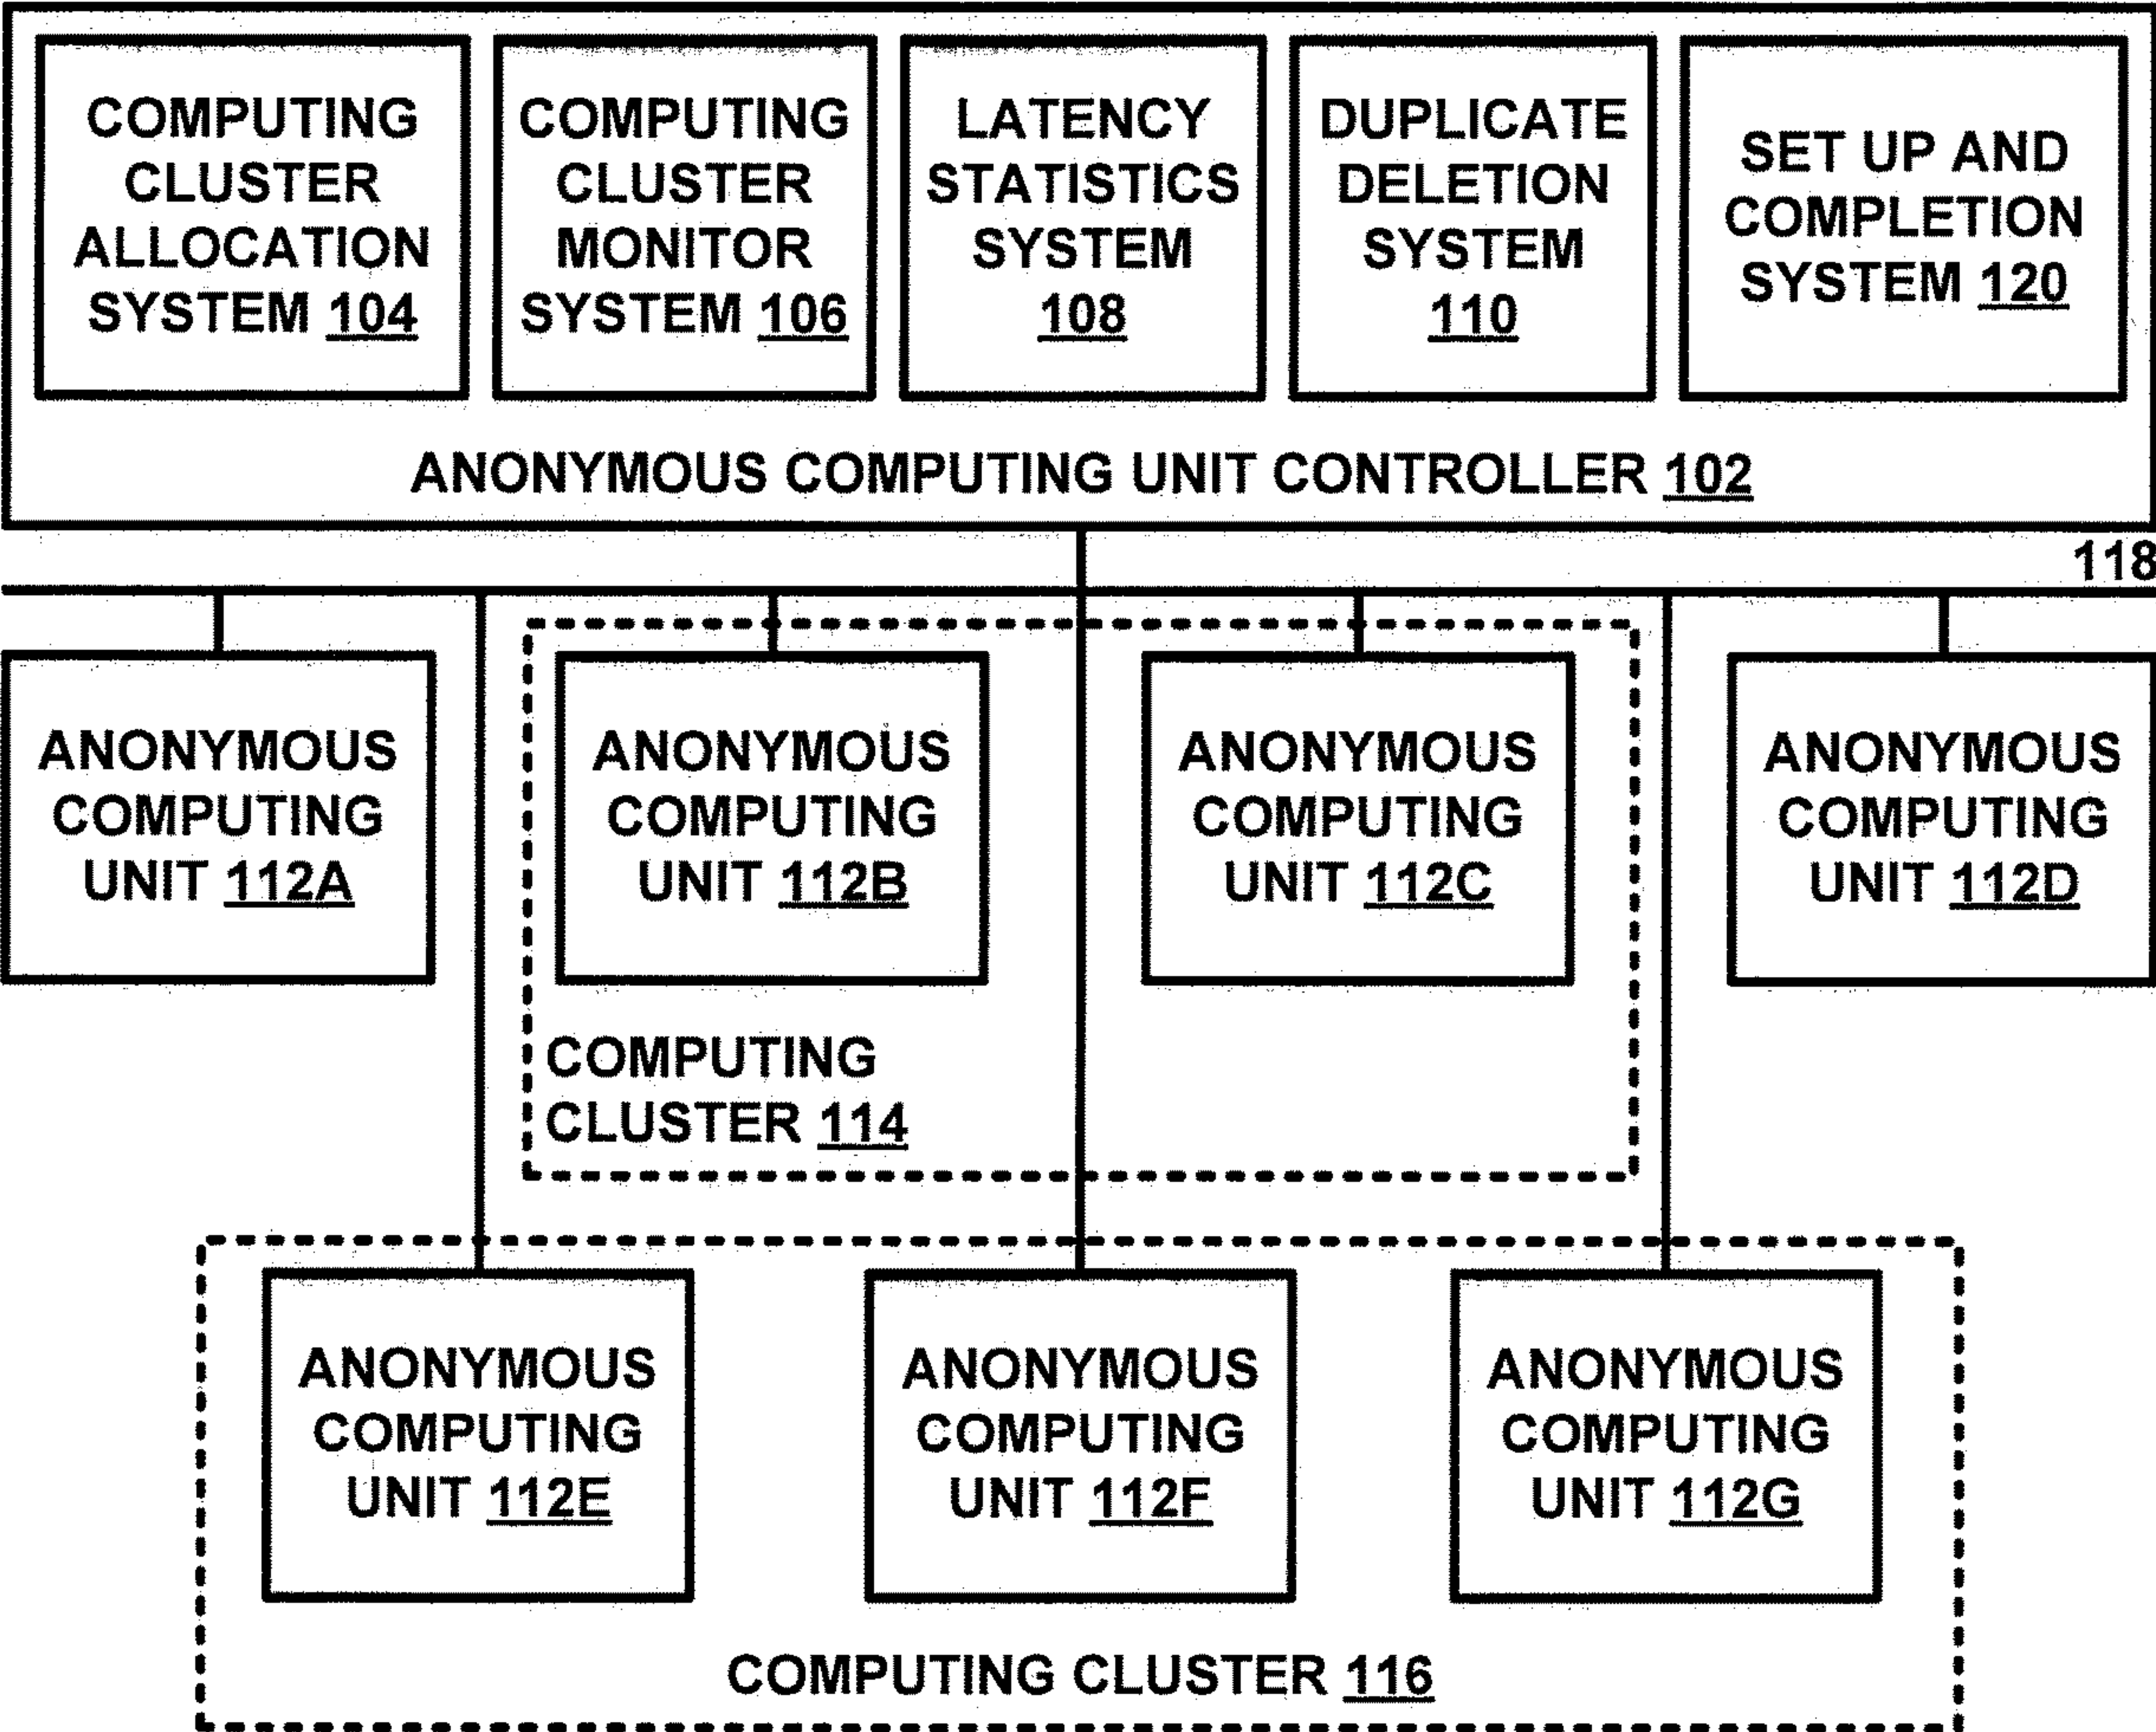 COMPUTING
CLUSTER
ALLOCATION
SYSTEM 104
COMPUTING
CLUSTER
MONITOR
SYSTEM 106
LATENCY
STATISTICS
SYSTEM
108
DUPLICATE
DELETION
SYSTEM
110
SET UP AND
COMPLETION
SYSTEM 120
ANONYMOUS COMPUTING UNIT CONTROLLER 102
118
ANONYMOUS
COMPUTING
UNIT 112A
ANONYMOUS
COMPUTING
UNIT 112B
ANONYMOUS
COMPUTING
UNIT 112C
ANONYMOUS
COMPUTING
UNIT 112D
COMPUTING
CLUSTER 114
ANONYMOUS
COMPUTING
UNIT 112E
ANONYMOUS
COMPUTING
UNIT 112F
ANONYMOUS
COMPUTING
UNIT 112G
COMPUTING CLUSTER 116